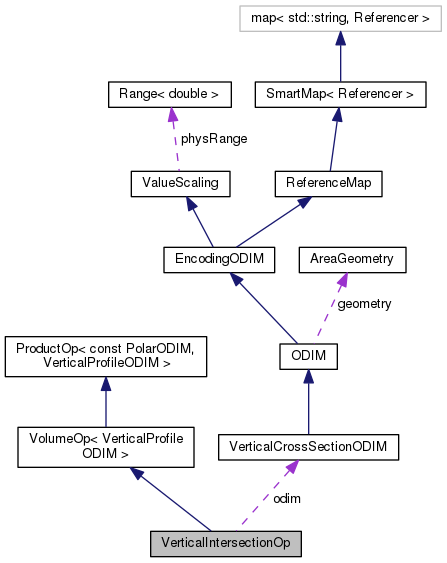 map< std::string, Referencer >
Range< double >
SmartMap< Referencer >
physRange
ValueScaling
ReferenceMap
EncodingODIM
AreaGeometry
geometry
ProductOp< const PolarODIM,
VerticalProfileODIM >
ODIM
VolumeOp< VerticalProfile
ODIM >
VerticalCrossSectionODIM
odim
VerticalIntersectionOp